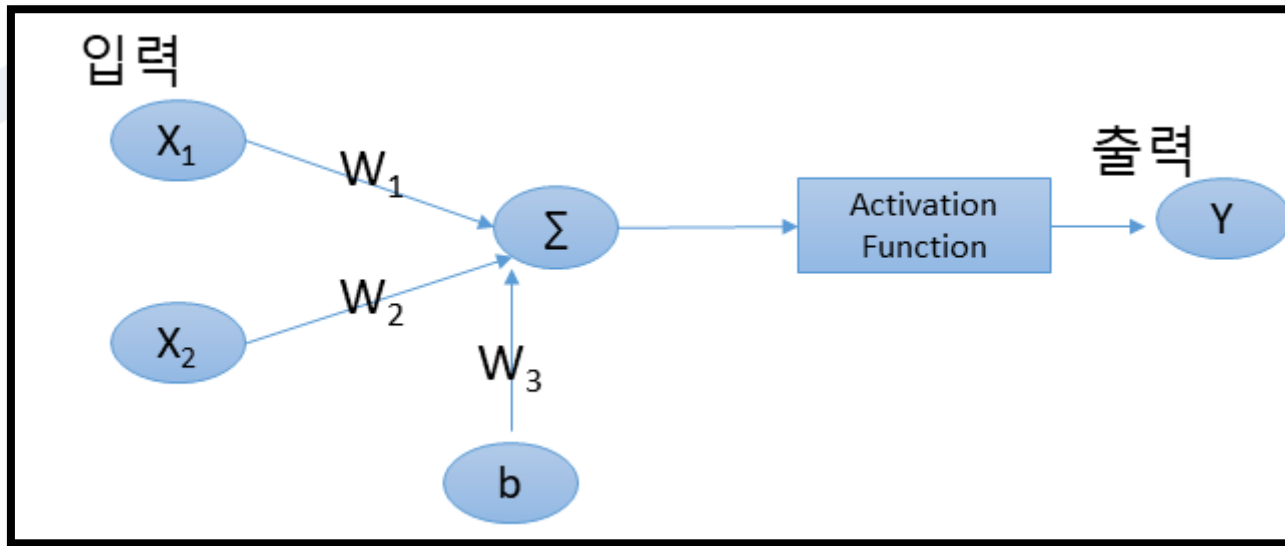 입력
X₁
W₁
Σ
Activation
Function
출력
Y
W₂
X₂
W₃
b